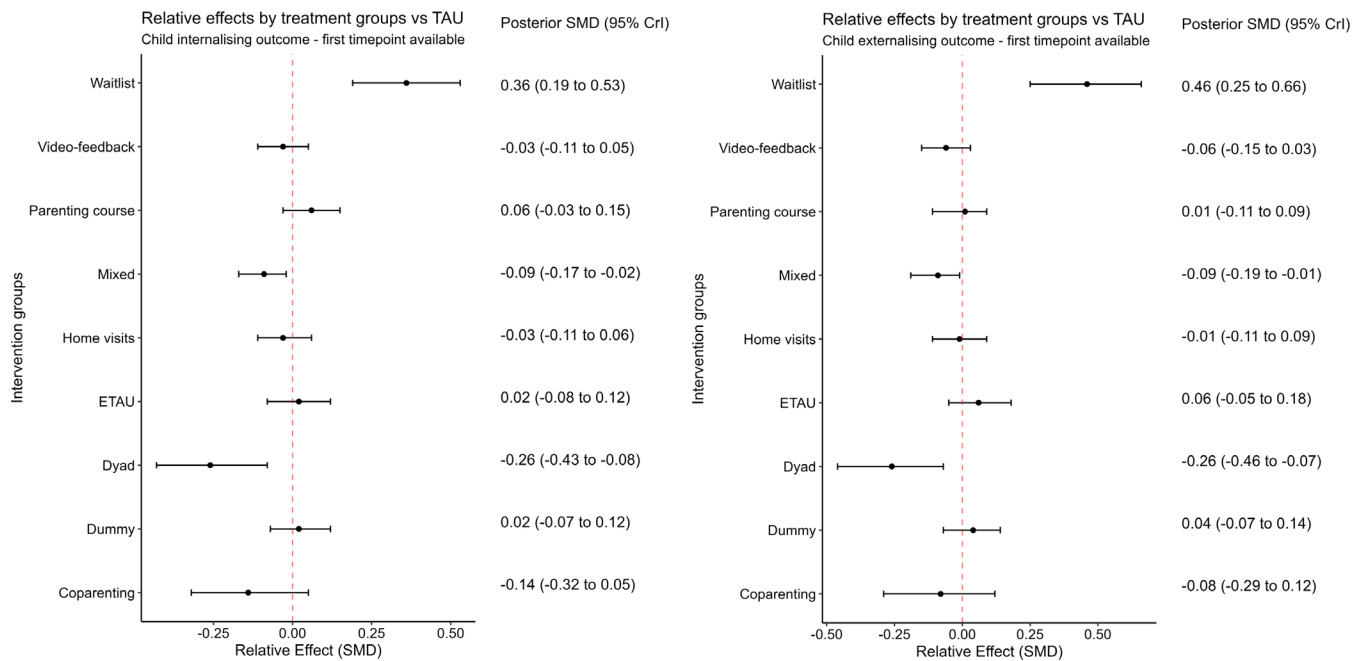 Relative effects by treatment groups vs TAU
Child internalising outcome - first timepoint available
Posterior SMD (95% CrI)
Intervention groups
Waitlist
0.36 (0.19 to 0.53)
Video-feedback
-0.03 (-0.11 to 0.05)
Parenting course
0.06 (-0.03 to 0.15)
Mixed
-0.09 (-0.17 to -0.02)
Home visits
-0.03 (-0.11 to 0.06)
ETAU
0.02 (-0.08 to 0.12)
Dyad
-0.26 (-0.43 to -0.08)
Dummy
0.02 (-0.07 to 0.12)
Coparenting
-0.14 (-0.32 to 0.05)
-0.25 0.00 0.25 0.50
Relative Effect (SMD)
Relative effects by treatment groups vs TAU
Child externalising outcome - first timepoint available
Posterior SMD (95% CrI)
Intervention groups
Waitlist
0.46 (0.25 to 0.66)
Video-feedback
-0.06 (-0.15 to 0.03)
Parenting course
0.01 (-0.11 to 0.09)
Mixed
-0.09 (-0.19 to -0.01)
Home visits
-0.01 (-0.11 to 0.09)
ETAU
0.06 (-0.05 to 0.18)
Dyad
-0.26 (-0.46 to -0.07)
Dummy
0.04 (-0.07 to 0.14)
Coparenting
-0.08 (-0.29 to 0.12)
-0.50 -0.25 0.00 0.25 0.50
Relative Effect (SMD)